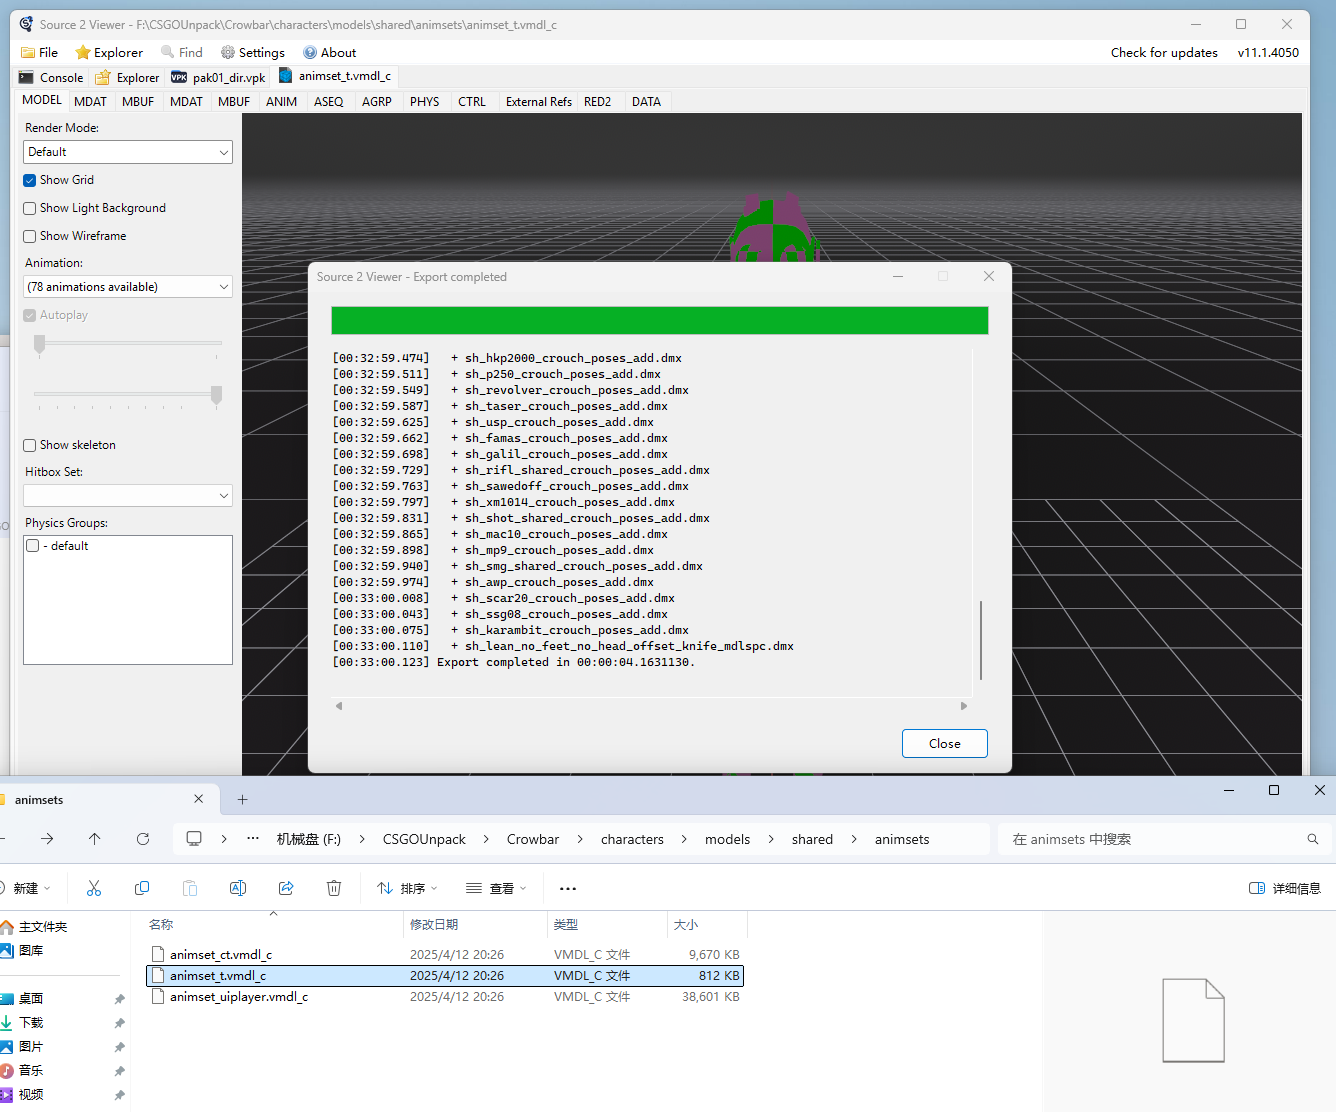 Source 2 Viewer - F:\CSGOUnpack\Crowbar\characters\models\shared\animsets\animset_t.vmdl_c
File Explorer Find Settings About Check for updates v11.1.4050
Console Explorer pak01_dir.vpk animset_t.vmdl_c
MODEL MDAT MBUF MDAT MBUF ANIM ASEQ AGRP PHYS CTRL External Refs RED2 DATA
Render Mode:
Default
Show Grid
Show Light Background
Show Wireframe
Animation:
(78 animations available)
Autoplay
Show skeleton
Hitbox Set:
Physics Groups:
- default
Source 2 Viewer - Export completed
[00:32:59.474] + sh_hkp2000_crouch_poses_add.dmx
[00:32:59.511] + sh_p250_crouch_poses_add.dmx
[00:32:59.549] + sh_revolver_crouch_poses_add.dmx
[00:32:59.587] + sh_taser_crouch_poses_add.dmx
[00:32:59.625] + sh_usp_crouch_poses_add.dmx
[00:32:59.662] + sh_famas_crouch_poses_add.dmx
[00:32:59.698] + sh_galil_crouch_poses_add.dmx
[00:32:59.729] + sh_rifl_shared_crouch_poses_add.dmx
[00:32:59.763] + sh_sawedoff_crouch_poses_add.dmx
[00:32:59.797] + sh_xm1014_crouch_poses_add.dmx
[00:32:59.831] + sh_shot_shared_crouch_poses_add.dmx
[00:32:59.865] + sh_mac10_crouch_poses_add.dmx
[00:32:59.898] + sh_mp9_crouch_poses_add.dmx
[00:32:59.940] + sh_smg_shared_crouch_poses_add.dmx
[00:32:59.974] + sh_awp_crouch_poses_add.dmx
[00:33:00.008] + sh_scar20_crouch_poses_add.dmx
[00:33:00.043] + sh_ssg08_crouch_poses_add.dmx
[00:33:00.075] + sh_karambit_crouch_poses_add.dmx
[00:33:00.110] + sh_lean_no_feet_no_head_offset_knife_mdlspc.dmx
[00:33:00.123] Export completed in 00:00:04.1631130.
Close
animsets
机械盘 (F:) CSGOUnpack Crowbar characters models shared animsets 在 animsets 中搜索
新建 排序 查看 ··· 详细信息
名称 修改日期 类型 大小
animset_ct.vmdl_c 2025/4/12 20:26 VMDL_C 文件 9,670 KB
animset_t.vmdl_c 2025/4/12 20:26 VMDL_C 文件 812 KB
animset_uiplayer.vmdl_c 2025/4/12 20:26 VMDL_C 文件 38,601 KB
主文件夹
图库
桌面
下载
图片
音乐
视频